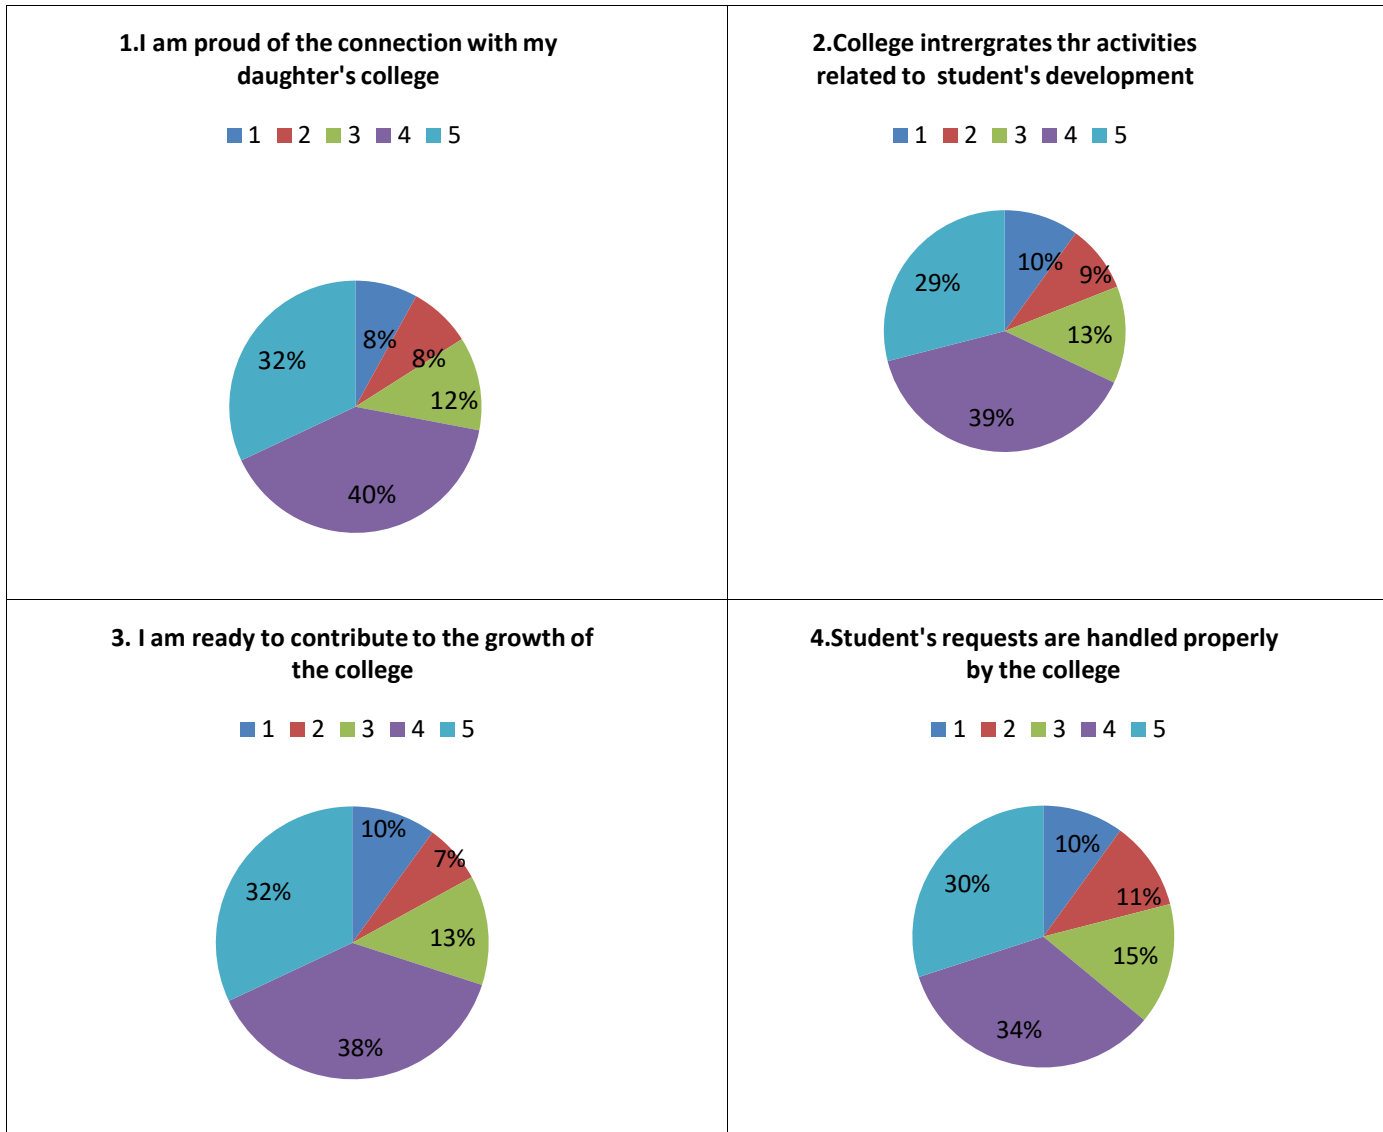 1.I am proud of the connection with my
daughter's college
1 2 3 4 5
8%
8%
12%
40%
32%
2.College intrergrates thr activities
related to  student's development
1 2 3 4 5
10%
9%
13%
39%
29%
3. I am ready to contribute to the growth of
the college
1 2 3 4 5
10%
7%
13%
38%
32%
4.Student's requests are handled properly
by the college
1 2 3 4 5
10%
11%
15%
34%
30%